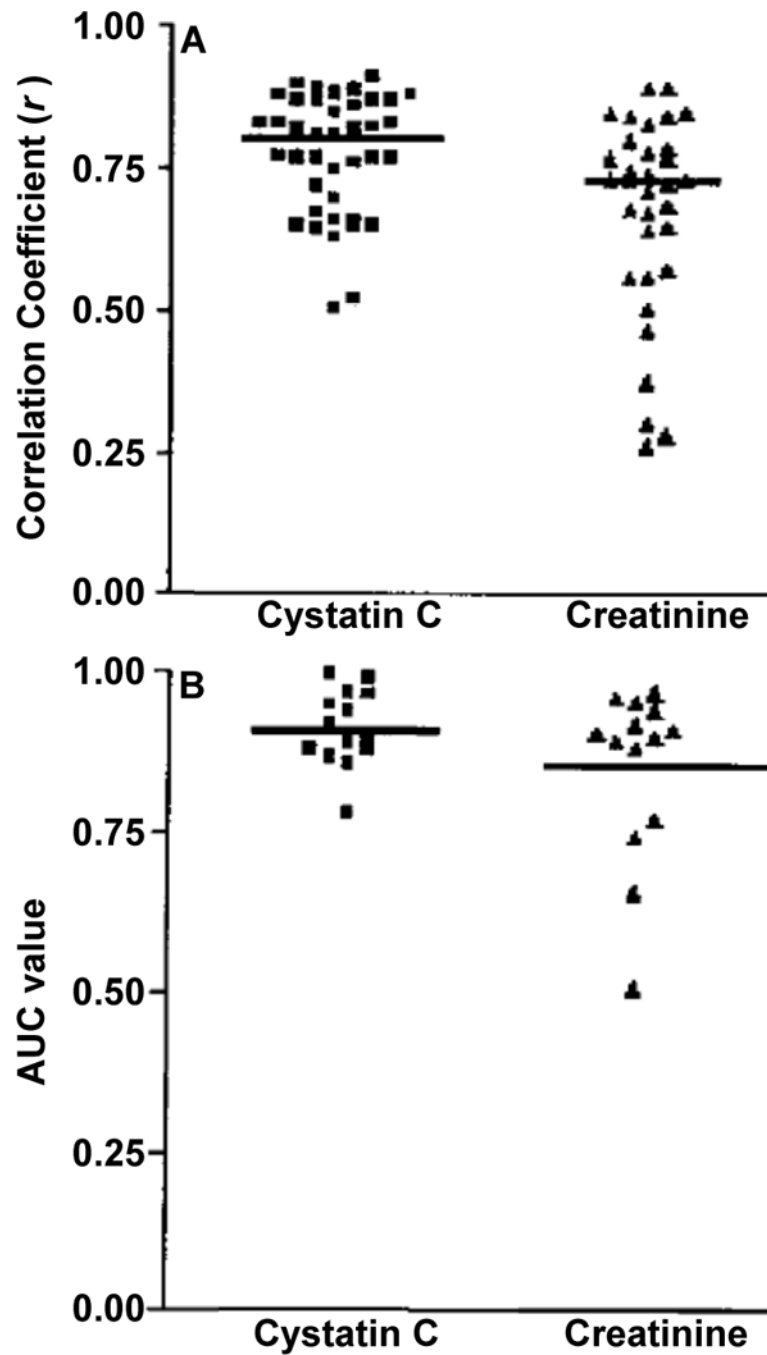 1.00
A
0.75
0.50
0.25
0.00
Correlation Coefficient (r)
Cystatin C
Creatinine
1.00
B
0.75
0.50
0.25
0.00
AUC value
Cystatin C
Creatinine